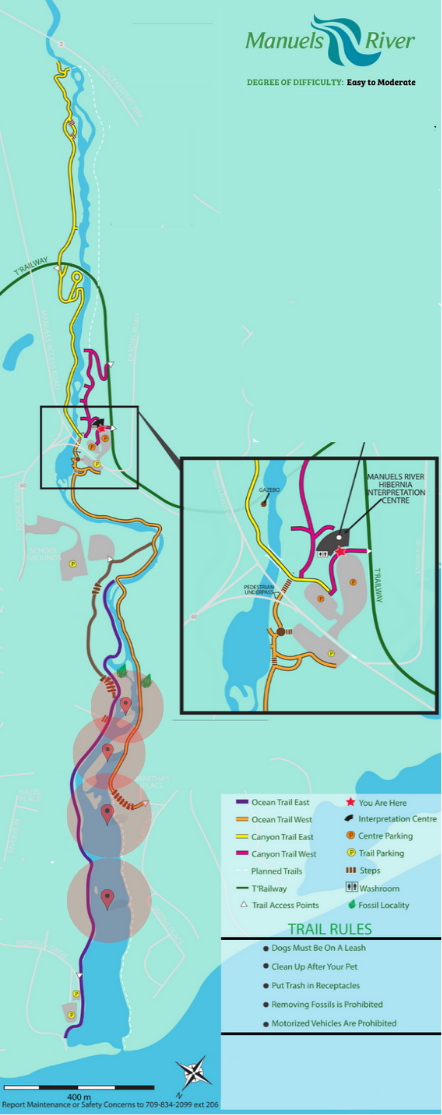 Manuels River
DEGREE OF DIFFICULTY: Easy to Moderate
T'RAILWAY
MANUELS RIVER
HIBERNIA
INTERPRETATION
CENTRE
GAZEBO
PEDESTRIAN
UNDERPASS
T'RAILWAY
Ocean Trail East
Ocean Trail West
Canyon Trail East
Canyon Trail West
Planned Trails
T'Railway
Trail Access Points
You Are Here
Interpretation Centre
Centre Parking
Trail Parking
Steps
Washroom
Fossil Locality
TRAIL RULES
Dogs Must Be On A Leash
Clean Up After Your Pet
Put Trash in Receptacles
Removing Fossils is Prohibited
Motorized Vehicles Are Prohibited
400 m
N
Report Maintenance or Safety Concerns to 709-834-2099 ext 206